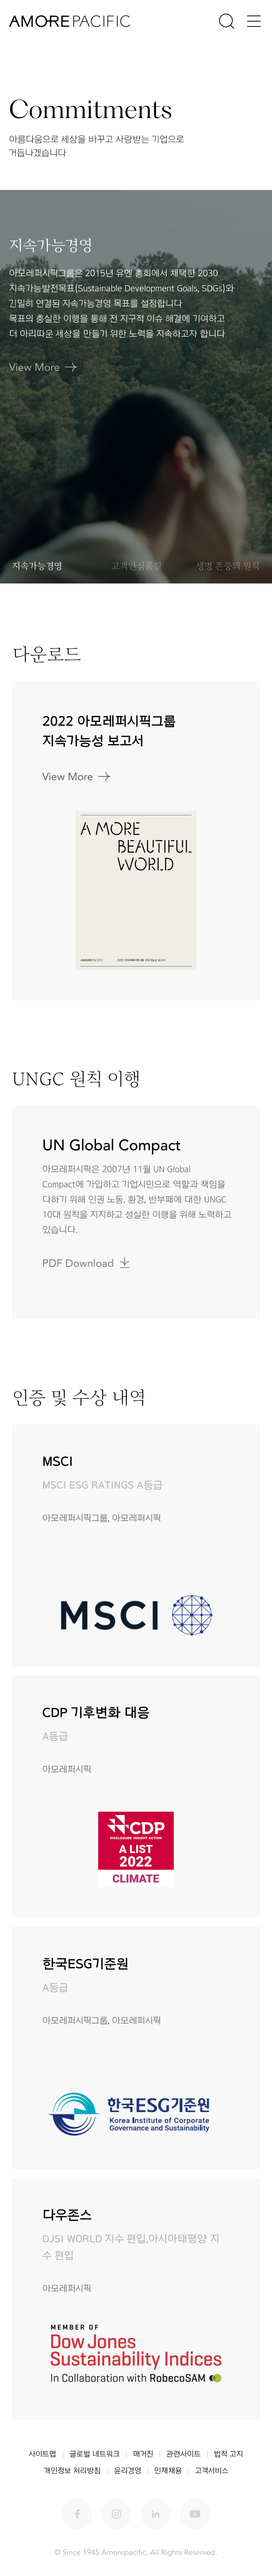 AMOREPACIFIC
Commitments
아름다움으로 세상을 바꾸고 사랑받는 기업으로
거듭나겠습니다
지속가능경영
아모레퍼시픽그룹은 2015년 유엔 총회에서 채택한 2030
지속가능발전목표(Sustainable Development Goals, SDGs)와
긴밀히 연결된 지속가능경영 목표를 설정합니다
목표의 충실한 이행을 통해 전 지구적 이슈 해결에 기여하고
더 아리따운 세상을 만들기 위한 노력을 지속하고자 합니다
View More
지속가능경영 고객안심품질 생명 존중의 원칙
다운로드
2022 아모레퍼시픽그룹
지속가능성 보고서
View More
A MORE
BEAUTIFUL
WORLD
AMOREPACIFIC
UNGC 원칙 이행
UN Global Compact
아모레퍼시픽은 2007년 11월 UN Global
Compact에 가입하고 기업시민으로 역할과 책임을
다하기 위해 인권 노동, 환경, 반부패에 대한 UNGC
10대 원칙을 지지하고 성실한 이행을 위해 노력하고
있습니다.
PDF Download
인증 및 수상 내역
MSCI
MSCI ESG RATINGS A등급
아모레퍼시픽그룹, 아모레퍼시픽
MSCI
CDP 기후변화 대응
A등급
아모레퍼시픽
CDP
DISCLOSURE INSIGHT ACTION
A LIST
2022
CLIMATE
한국ESG기준원
A등급
아모레퍼시픽그룹, 아모레퍼시픽
한국ESG기준원
Korea Institute of Corporate
Governance and Sustainability
다우존스
DJSI WORLD 지수 편입,아시아태평양 지
수 편입
아모레퍼시픽
MEMBER OF
Dow Jones
Sustainability Indices
In Collaboration with RobecoSAM
사이트맵 글로벌 네트워크 매거진 관련사이트 법적 고지
개인정보 처리방침 윤리경영 인재채용 고객서비스
© Since 1945 Amorepacific, All Rights Reserved.